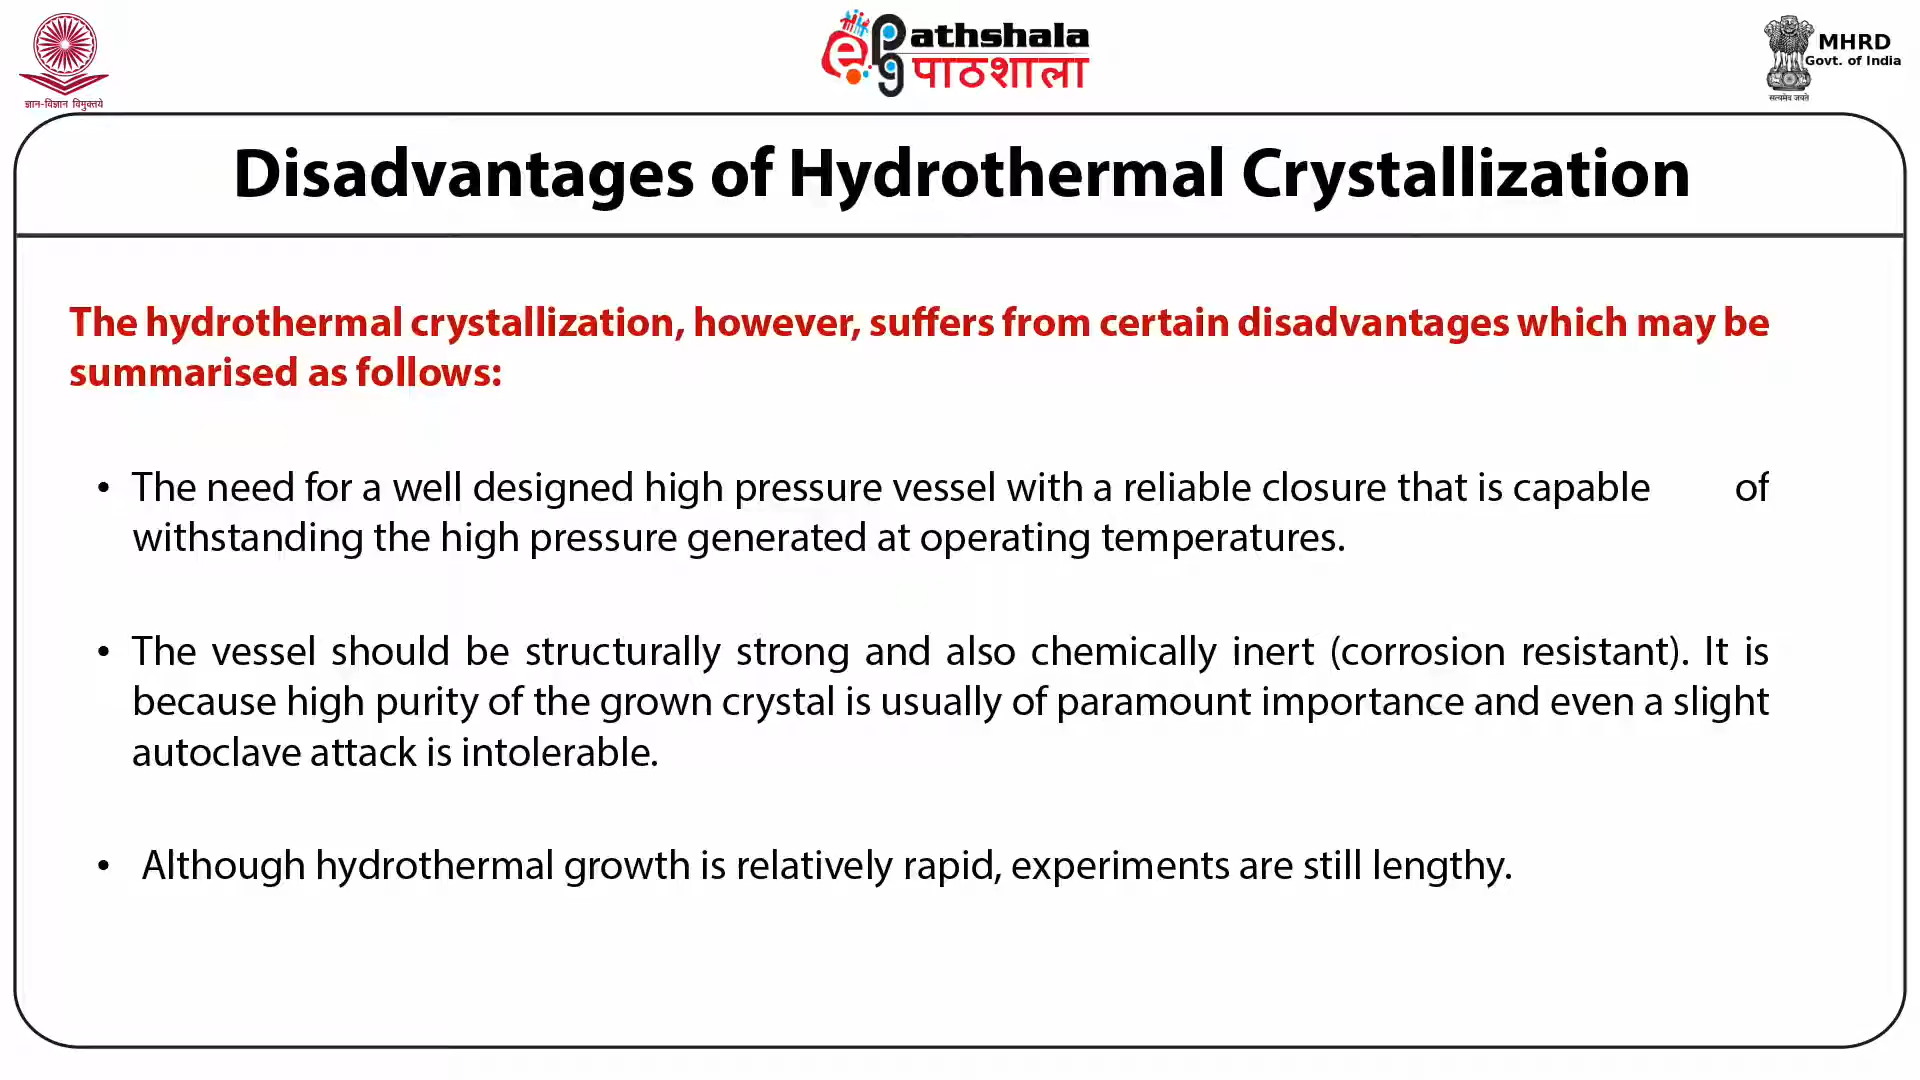 ज्ञान-विज्ञान विमुक्तये
ePathshala
पाठशाला
MHRD
Govt. of India
सत्यमेव जयते
Disadvantages of Hydrothermal Crystallization
The hydrothermal crystallization, however, suffers from certain disadvantages which may be
summarised as follows:
• The need for a well designed high pressure vessel with a reliable closure that is capable of
withstanding the high pressure generated at operating temperatures.
• The vessel should be structurally strong and also chemically inert (corrosion resistant). It is
because high purity of the grown crystal is usually of paramount importance and even a slight
autoclave attack is intolerable.
• Although hydrothermal growth is relatively rapid, experiments are still lengthy.